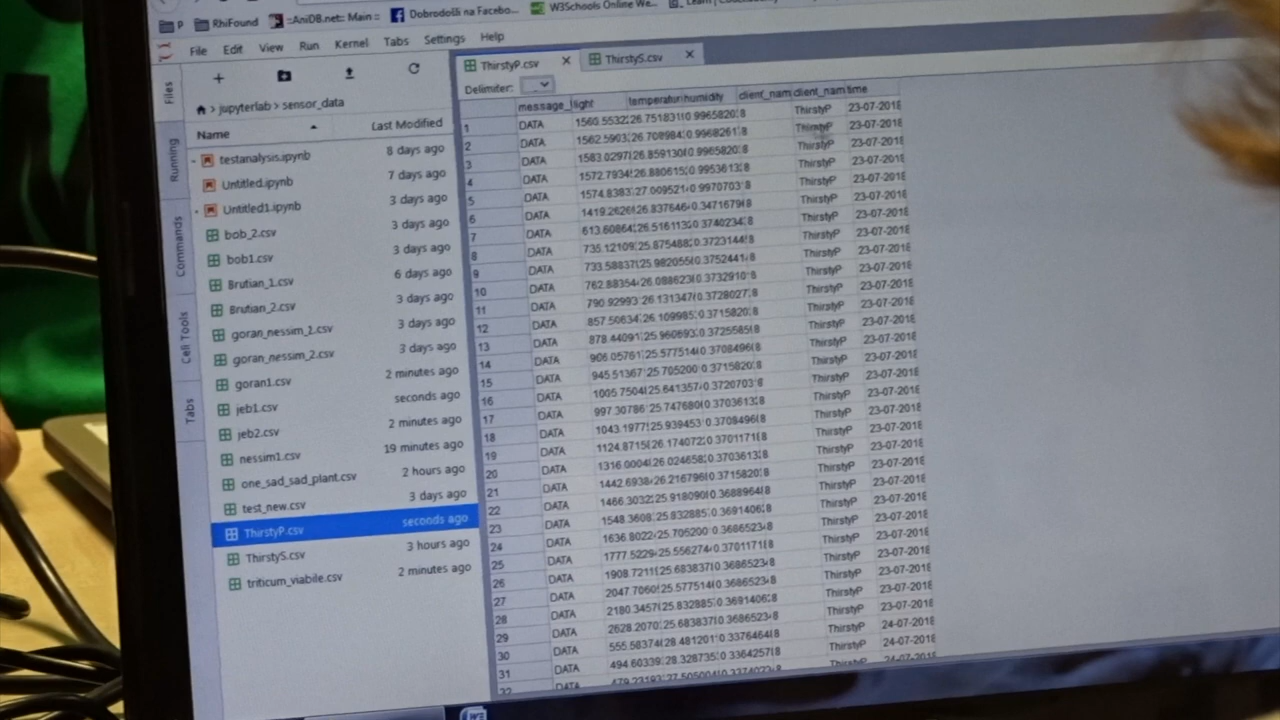 P RhiFound ::AniDB.net:: Main :: Dobrodošli na Facebo... W3Schools Online We...
File Edit View Run Kernel Tabs Settings Help
Files
Running
Commands
Cell Tools
Tabs
> jupyterlab > sensor_data
Name Last Modified
testanalysis.ipynb 8 days ago
Untitled.ipynb 7 days ago
Untitled1.ipynb 3 days ago
bob_2.csv 3 days ago
bob1.csv 3 days ago
Brutian_1.csv 6 days ago
Brutian_2.csv 3 days ago
goran_nessim_1.csv 3 days ago
goran_nessim_2.csv 3 days ago
goran1.csv 2 minutes ago
jeb1.csv seconds ago
jeb2.csv 2 minutes ago
nessim1.csv 19 minutes ago
one_sad_sad_plant.csv 2 hours ago
test_new.csv 3 days ago
ThirstyP.csv seconds ago
ThirstyS.csv 3 hours ago
triticum_viabile.csv 2 minutes ago
ThirstyP.csv ThirstyS.csv
Delimiter: ,
message_ light temperatur humidity client_nam client_nam time
1 DATA 1560.5532 26.751831 0.9965820 8 ThirstyP 23-07-2018
2 DATA 1562.5903 26.708984 0.9968261 8 ThirstyP 23-07-2018
3 DATA 1583.0297 26.859130 0.9965820 8 ThirstyP 23-07-2018
4 DATA 1572.7934 26.880615 0.9953613 8 ThirstyP 23-07-2018
5 DATA 1574.8383 27.009521 0.9970703 8 ThirstyP 23-07-2018
6 DATA 1419.2626 26.837646 0.3471679 8 ThirstyP 23-07-2018
7 DATA 613.60864 26.516113 0.3740234 8 ThirstyP 23-07-2018
8 DATA 735.12109 25.875488 0.3723144 8 ThirstyP 23-07-2018
9 DATA 733.58837 25.982055 0.3752441 8 ThirstyP 23-07-2018
10 DATA 762.88354 26.088623 0.3732910 8 ThirstyP 23-07-2018
11 DATA 790.92993 26.131347 0.3728027 8 ThirstyP 23-07-2018
12 DATA 857.50634 26.109985 0.3715820 8 ThirstyP 23-07-2018
13 DATA 878.44091 25.960693 0.3725585 8 ThirstyP 23-07-2018
14 DATA 906.05761 25.577514 0.3708496 8 ThirstyP 23-07-2018
15 DATA 945.51367 25.705200 0.3715820 8 ThirstyP 23-07-2018
16 DATA 1005.7504 25.641357 0.3720703 8 ThirstyP 23-07-2018
17 DATA 997.30786 25.747680 0.3703613 8 ThirstyP 23-07-2018
18 DATA 1043.1977 25.939453 0.3708496 8 ThirstyP 23-07-2018
19 DATA 1124.8715 26.174072 0.3701171 8 ThirstyP 23-07-2018
20 DATA 1316.0004 26.024658 0.3703613 8 ThirstyP 23-07-2018
21 DATA 1442.6938 26.216796 0.3715820 8 ThirstyP 23-07-2018
22 DATA 1466.3032 25.918090 0.3688964 8 ThirstyP 23-07-2018
23 DATA 1548.3608 25.832885 0.3691406 8 ThirstyP 23-07-2018
24 DATA 1636.8022 25.705200 0.3686523 8 ThirstyP 23-07-2018
25 DATA 1777.5229 25.556274 0.3701171 8 ThirstyP 23-07-2018
26 DATA 1908.7211 25.683837 0.3686523 8 ThirstyP 23-07-2018
27 DATA 2047.7060 25.577514 0.3686523 8 ThirstyP 23-07-2018
28 DATA 2180.3457 25.832885 0.3691406 8 ThirstyP 23-07-2018
29 DATA 2628.2070 25.683837 0.3686523 8 ThirstyP 23-07-2018
30 DATA 555.58374 28.481201 0.3376464 8 ThirstyP 24-07-2018
31 DATA 494.60339 28.328735 0.3364257 8 ThirstyP 24-07-2018
32 DATA 8 ThirstyP 24-07-2018